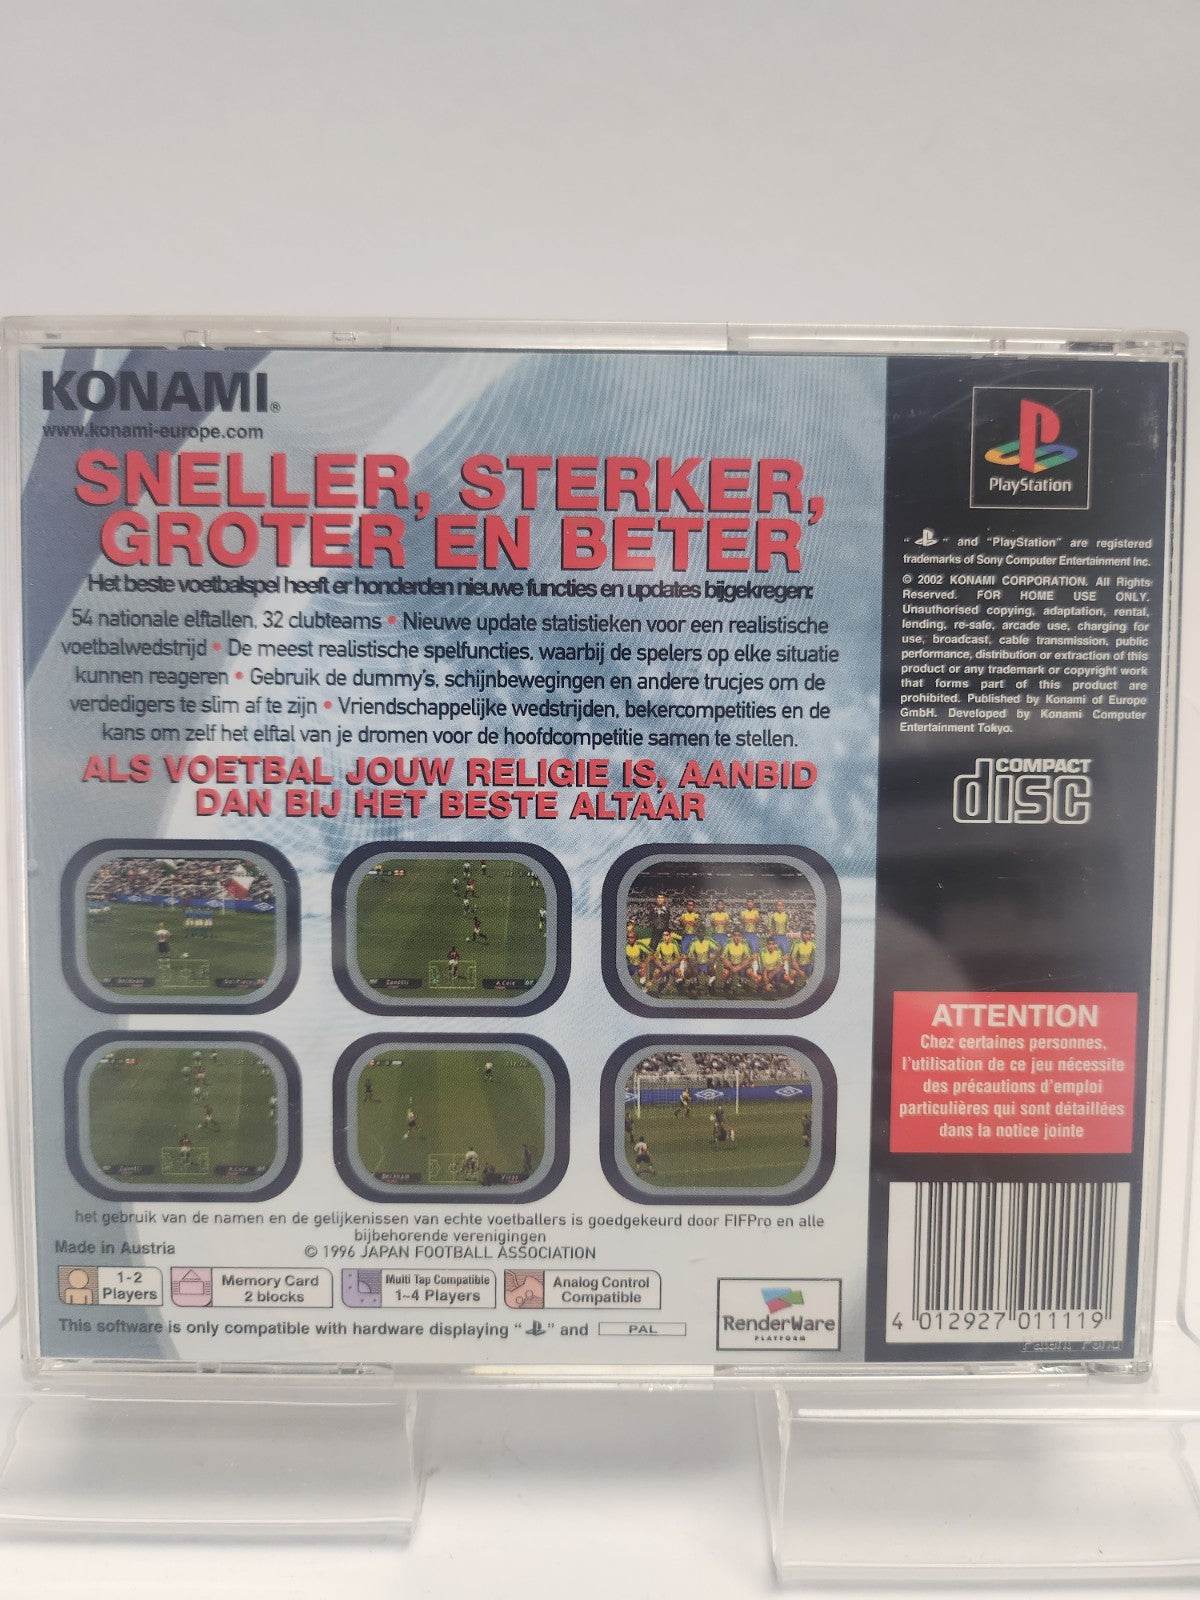 KONAMI®
www.konami-europe.com
SNELLER, STERKER,
GROTER EN BETER
Het beste voetbalspel heeft er honderden nieuwe functies en updates bijgekregen:
54 nationale elftallen, 32 clubteams • Nieuwe update statistieken voor een realistische
voetbalwedstrijd • De meest realistische spelfuncties, waarbij de spelers op elke situatie
kunnen reageren • Gebruik de dummy's, schijnbewegingen en andere trucjes om de
verdedigers te slim af te zijn • Vriendschappelijke wedstrijden, bekercompetities en de
kans om zelf het elftal van je dromen voor de hoofdcompetitie samen te stellen.
ALS VOETBAL JOUW RELIGIE IS, AANBID
DAN BIJ HET BESTE ALTAAR
het gebruik van de namen en de gelijkenissen van echte voetballers is goedgekeurd door FIFPro en alle
bijbehorende verenigingen
Made in Austria
© 1996 JAPAN FOOTBALL ASSOCIATION
1-2
Players
Memory Card
2 blocks
Multi Tap Compatible
1~4 Players
Analog Control
Compatible
This software is only compatible with hardware displaying " " and PAL
RenderWare
PLATFORM
PlayStation
" " and "PlayStation" are registered
trademarks of Sony Computer Entertainment Inc.
© 2002 KONAMI CORPORATION. All Rights
Reserved. FOR HOME USE ONLY.
Unauthorised copying, adaptation, rental,
lending, re-sale, arcade use, charging for
use, broadcast, cable transmission, public
performance, distribution or extraction of this
product or any trademark or copyright work
that forms part of this product are
prohibited. Published by Konami of Europe
GmbH. Developed by Konami Computer
Entertainment Tokyo.
COMPACT
disc
ATTENTION
Chez certaines personnes,
l'utilisation de ce jeu nécessite
des précautions d'emploi
particulières qui sont détaillées
dans la notice jointe
4 012927 011119